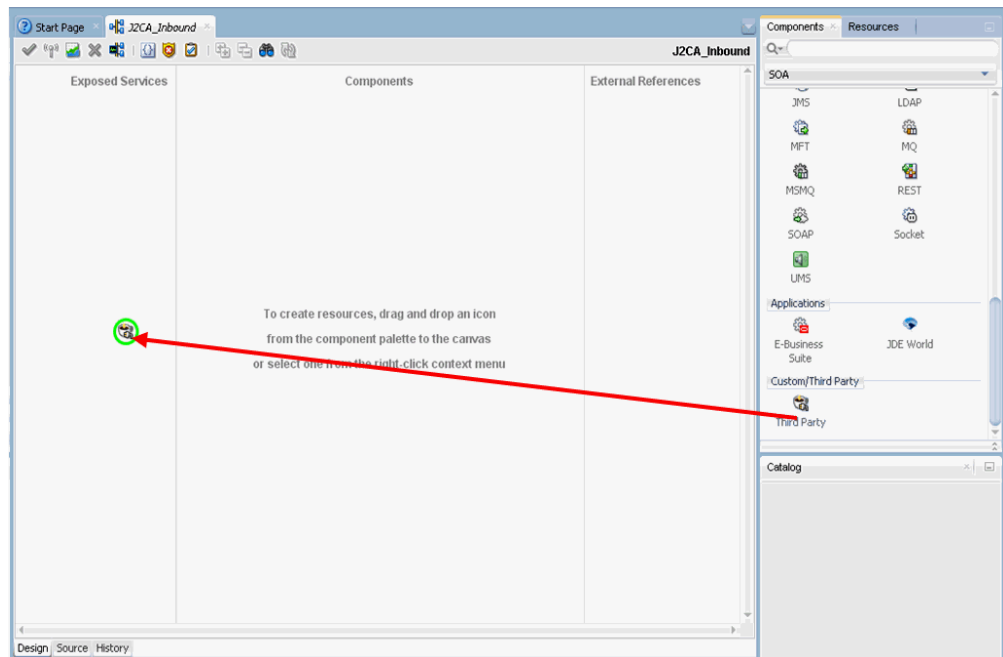 Start Page
J2CA_Inbound
J2CA_Inbound
Exposed Services
Components
External References
To create resources, drag and drop an icon
from the component palette to the canvas
or select one from the right-click context menu
Design Source History
Components
Resources
SOA
JMS LDAP
MFT MQ
MSMQ REST
SOAP Socket
UMS
Applications
E-Business JDE World
Suite
Custom/Third Party
Third Party
Catalog